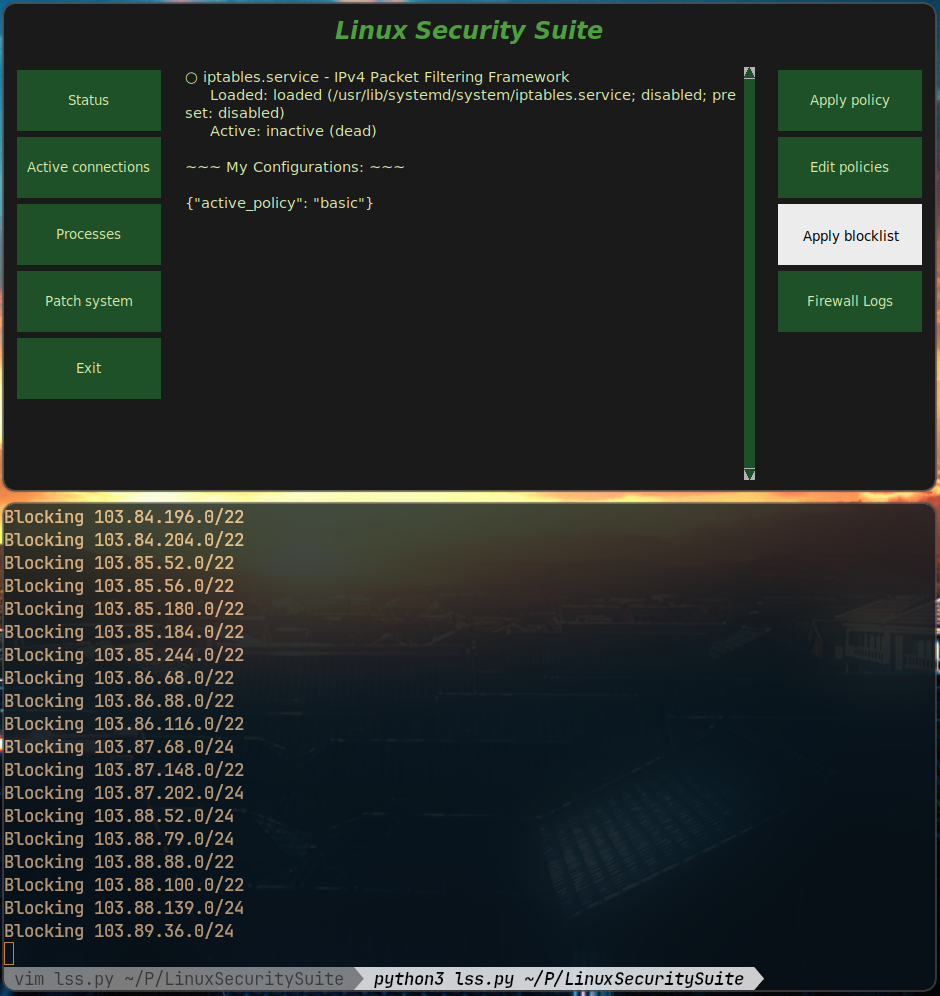 Linux Security Suite
Status
Active connections
Processes
Patch system
Exit
○ iptables.service - IPv4 Packet Filtering Framework
Loaded: loaded (/usr/lib/systemd/system/iptables.service; disabled; pre
set: disabled)
Active: inactive (dead)
~~~ My Configurations: ~~~
{"active_policy": "basic"}
Apply policy
Edit policies
Apply blocklist
Firewall Logs
Blocking 103.84.196.0/22
Blocking 103.84.204.0/22
Blocking 103.85.52.0/22
Blocking 103.85.56.0/22
Blocking 103.85.180.0/22
Blocking 103.85.184.0/22
Blocking 103.85.244.0/22
Blocking 103.86.68.0/22
Blocking 103.86.88.0/22
Blocking 103.86.116.0/22
Blocking 103.87.68.0/24
Blocking 103.87.148.0/22
Blocking 103.87.202.0/24
Blocking 103.88.52.0/24
Blocking 103.88.79.0/24
Blocking 103.88.88.0/22
Blocking 103.88.100.0/22
Blocking 103.88.139.0/24
Blocking 103.89.36.0/24
vim lss.py ~/P/LinuxSecuritySuite python3 lss.py ~/P/LinuxSecuritySuite